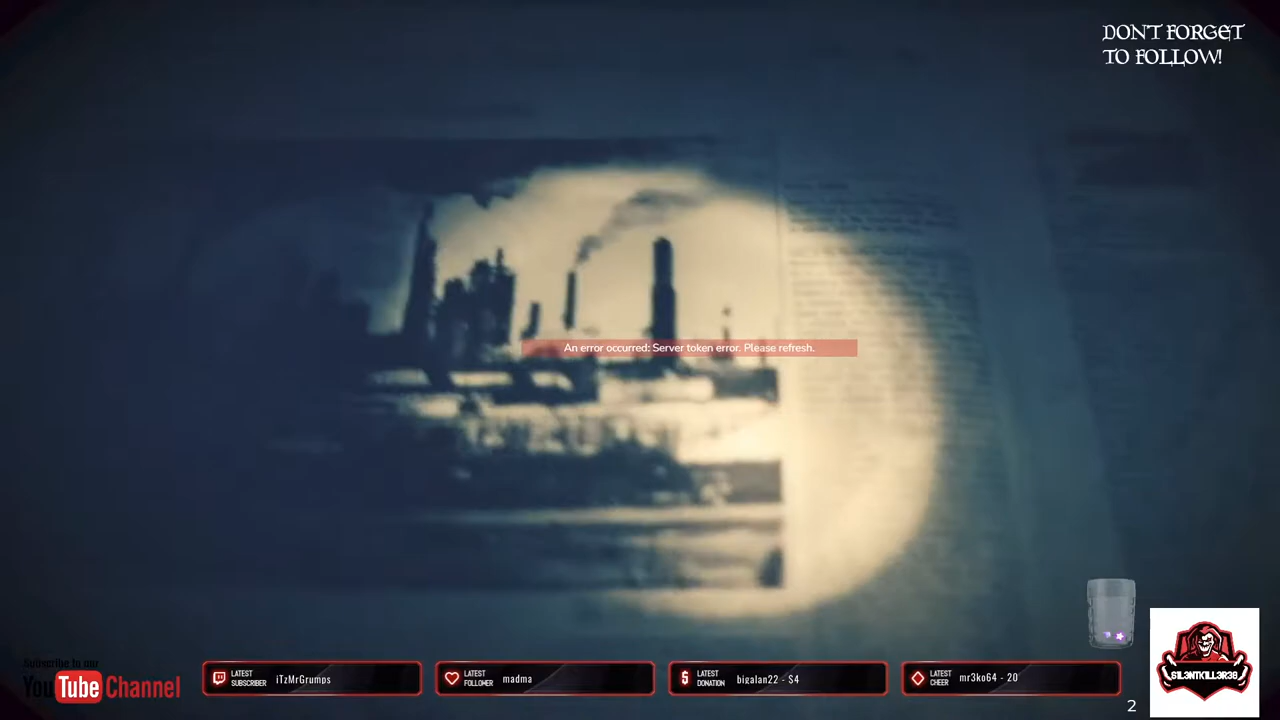 DON'T FORGET
TO FOLLOW!
An error occurred: Server token error. Please refresh.
Subscribe to our
YouTube Channel
LATEST
SUBSCRIBER
iTzMrGrumps
LATEST
FOLLOWER
madma
LATEST
DONATION
bigalan22 - $4
LATEST
CHEER
mr3ko64 - 20
S1L3NTK1LL3R38
2